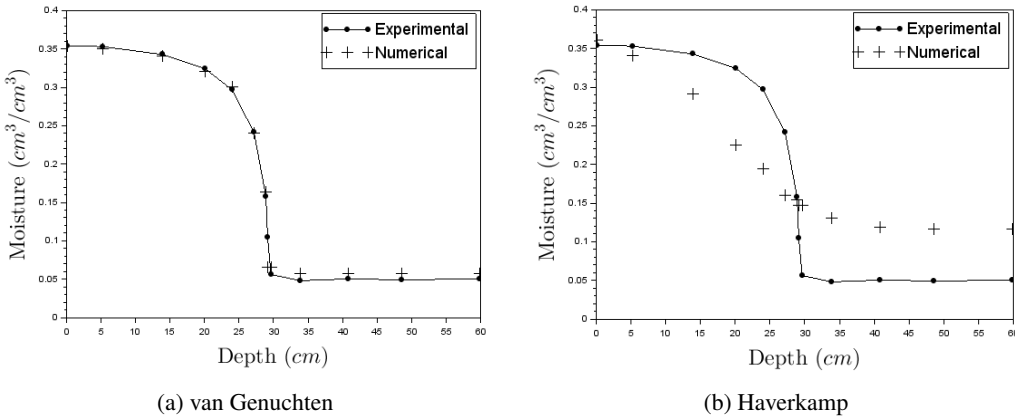 0.4
0.35
0.3
0.25
0.2
0.15
0.1
0.05
0
Moisture (cm³/cm³)
Experimental
Numerical
0 5 10 15 20 25 30 35 40 45 50 55 60
Depth (cm)
(a) van Genuchten
0.4
0.35
0.3
0.25
0.2
0.15
0.1
0.05
0
Moisture (cm³/cm³)
Experimental
Numerical
0 5 10 15 20 25 30 35 40 45 50 55 60
Depth (cm)
(b) Haverkamp